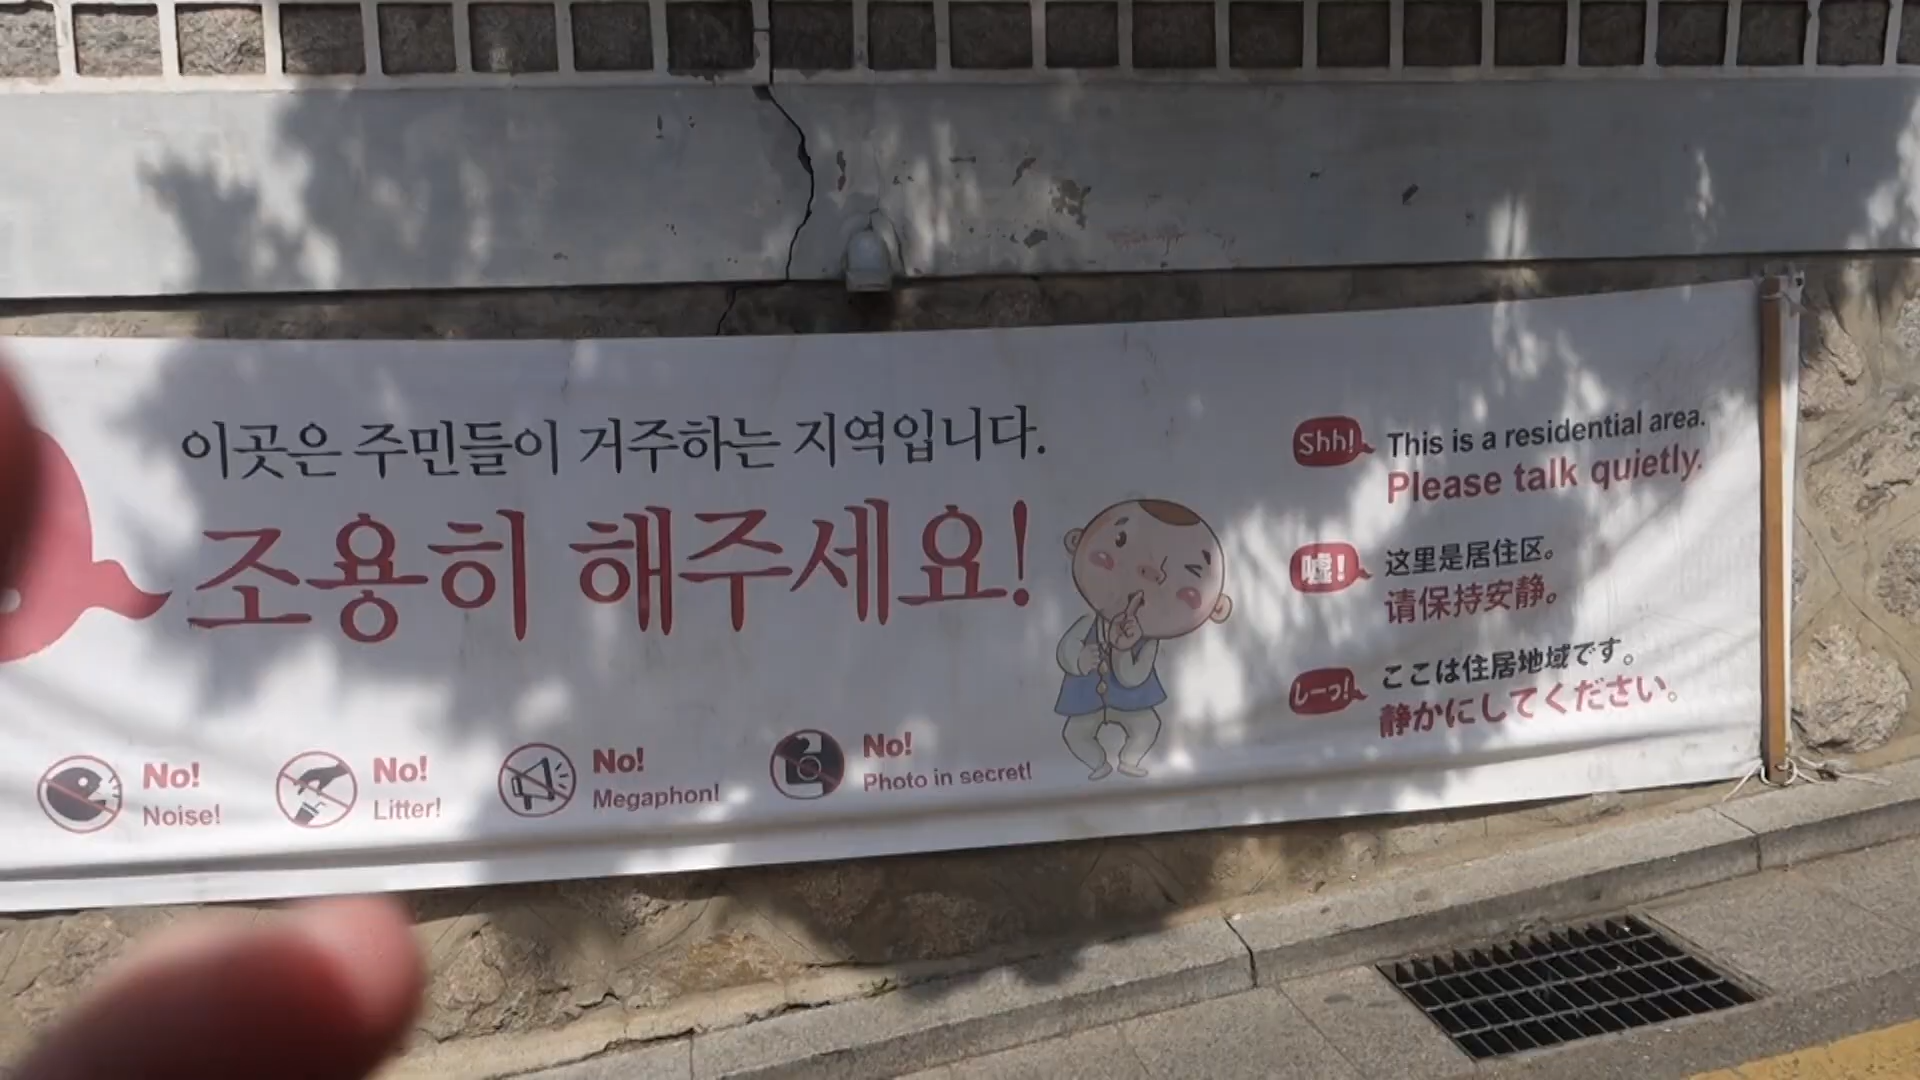 이곳은 주민들이 거주하는 지역입니다.
조용히 해주세요!
No!
Noise!
No!
Litter!
No!
Megaphon!
No!
Photo in secret!
Shh!
This is a residential area.
Please talk quietly.
嘘!
这里是居住区。
请保持安静。
しーっ!
ここは住居地域です。
静かにしてください。